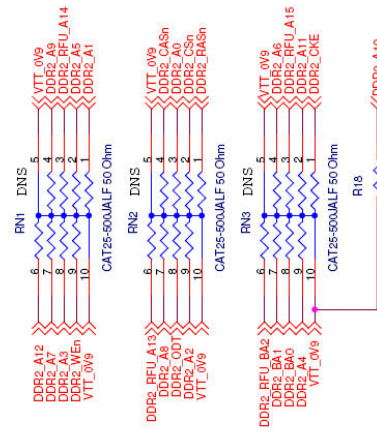 VTT_0V9
DDR2_A9
DDR2_RFU_A14
DDR2_A5
DDR2_A1
5
4
3
2
1
DNS
RN1
CAT25-500JALF 50 Ohm
6
7
8
9
10
DDR2_A12
DDR2_A7
DDR2_A3
DDR2_WEn
VTT_0V9
VTT_0V9
DDR2_CASn
DDR2_A0
DDR2_CSn
DDR2_RASn
5
4
3
2
1
DNS
RN2
CAT25-500JALF 50 Ohm
6
7
8
9
10
DDR2_RFU_A13
DDR2_A8
DDR2_ODT
DDR2_A2
VTT_0V9
VTT_0V9
DDR2_A6
DDR2_RFU_A15
DDR2_A11
DDR2_CKE
5
4
3
2
1
DNS
RN3
CAT25-500JALF 50 Ohm
6
7
8
9
10
DDR2_RFU_BA2
DDR2_BA1
DDR2_BA0
DDR2_A4
VTT_0V9
R18